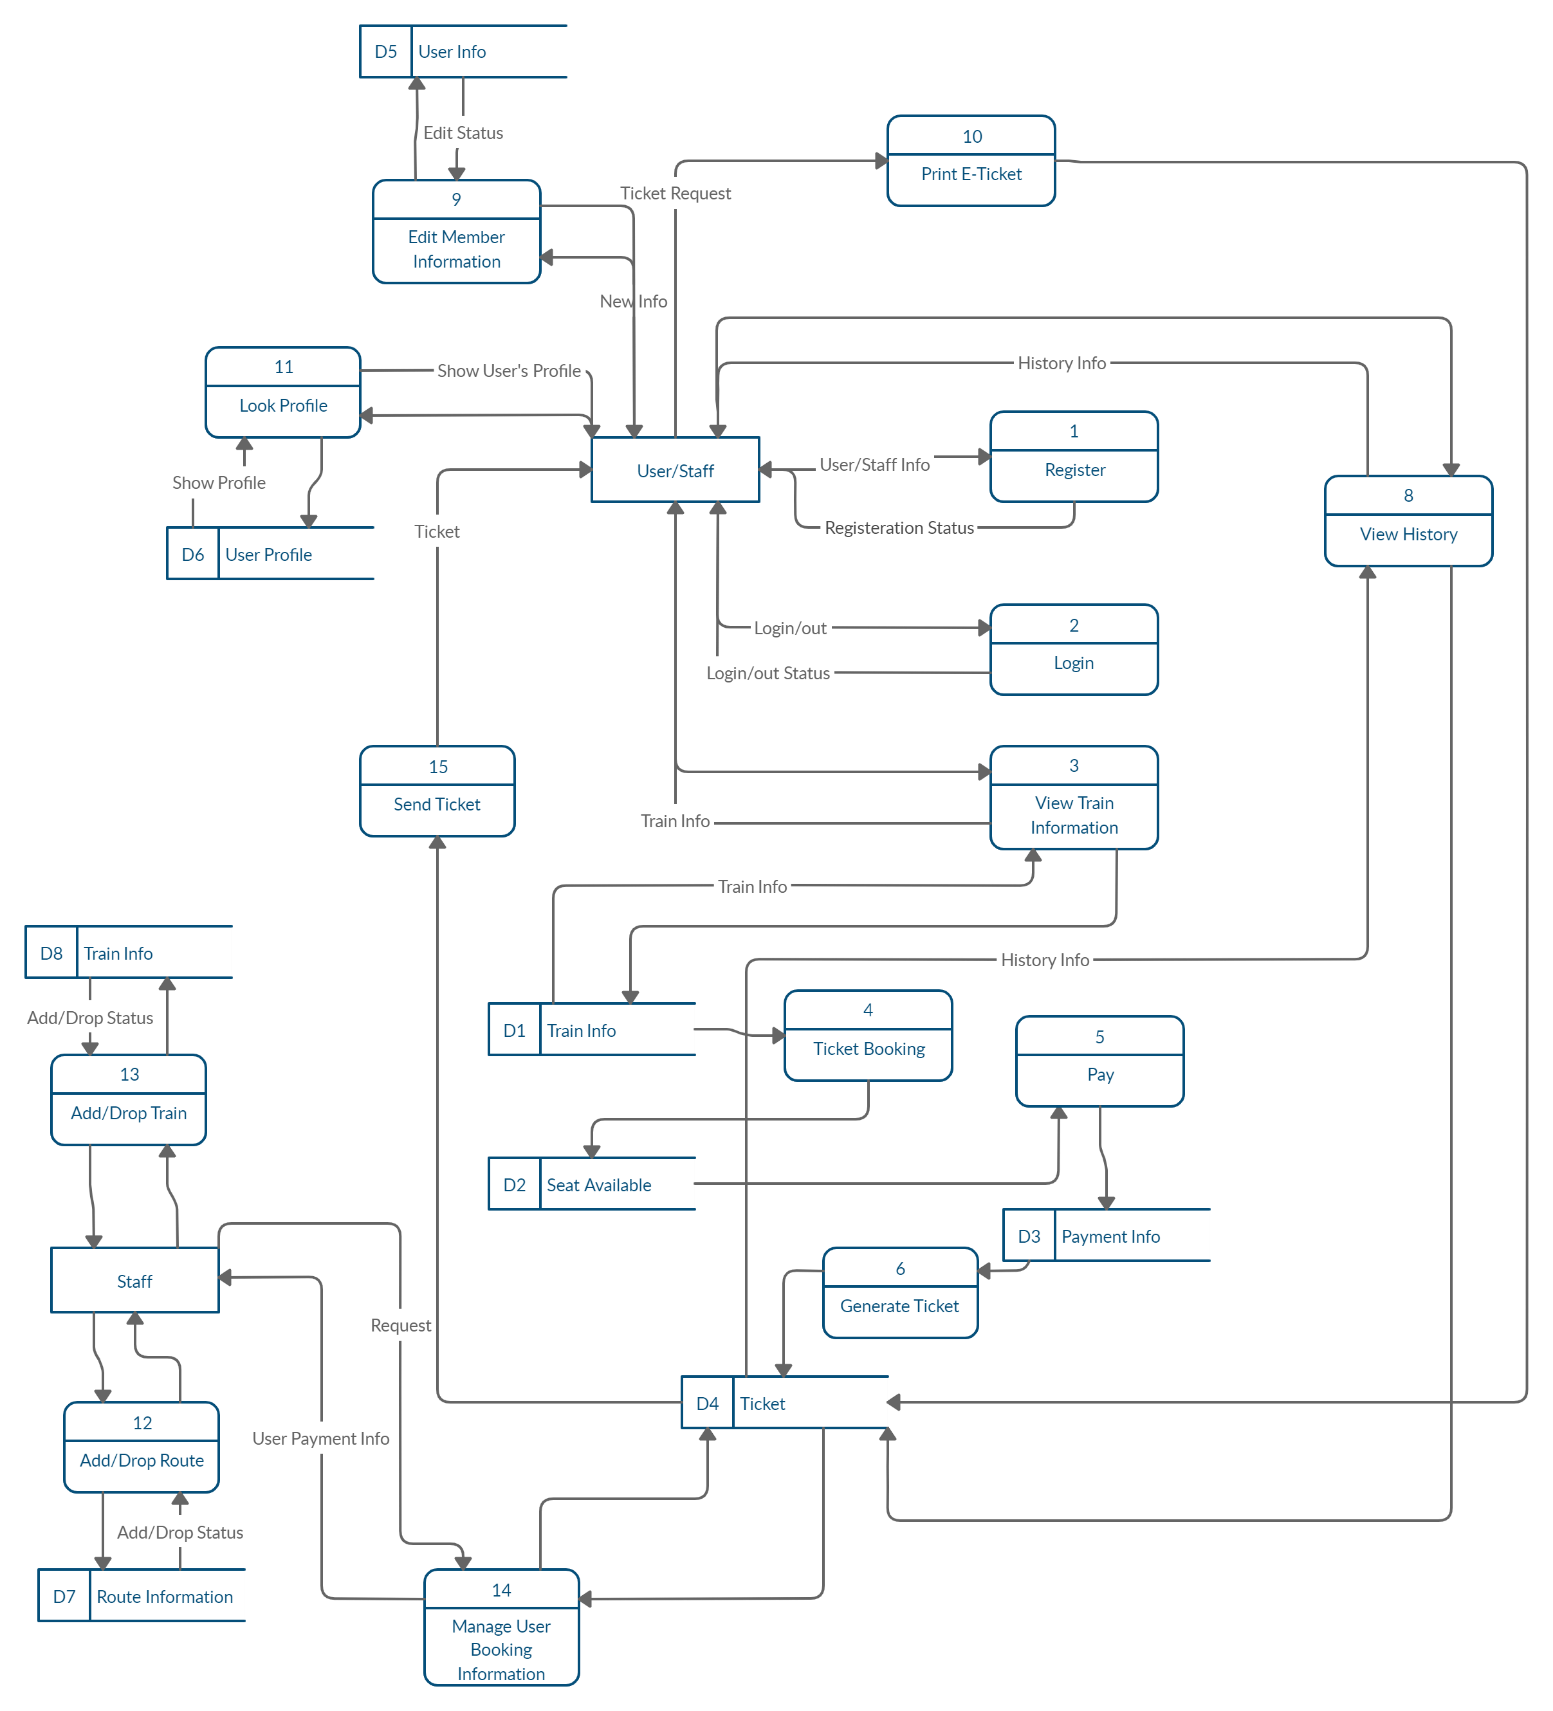 D5 User Info
Edit Status
10
Print E-Ticket
Ticket Request
9
Edit Member
Information
New Info
11
Look Profile
Show User's Profile
History Info
1
Register
User/Staff
User/Staff Info
Show Profile
8
View History
Registeration Status
Ticket
D6 User Profile
2
Login
Login/out
Login/out Status
15
Send Ticket
3
View Train
Information
Train Info
Train Info
D8 Train Info
History Info
Add/Drop Status
D1 Train Info
4
Ticket Booking
5
Pay
13
Add/Drop Train
D2 Seat Available
D3 Payment Info
Staff
6
Generate Ticket
Request
D4 Ticket
12
Add/Drop Route
User Payment Info
Add/Drop Status
D7 Route Information
14
Manage User
Booking
Information